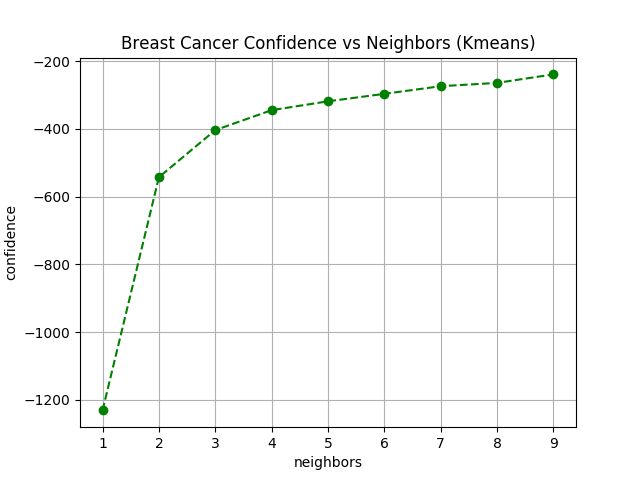 Breast Cancer Confidence vs Neighbors (Kmeans)
−200
−400
−600
−800
−1000
−1200
confidence
1 2 3 4 5 6 7 8 9
neighbors